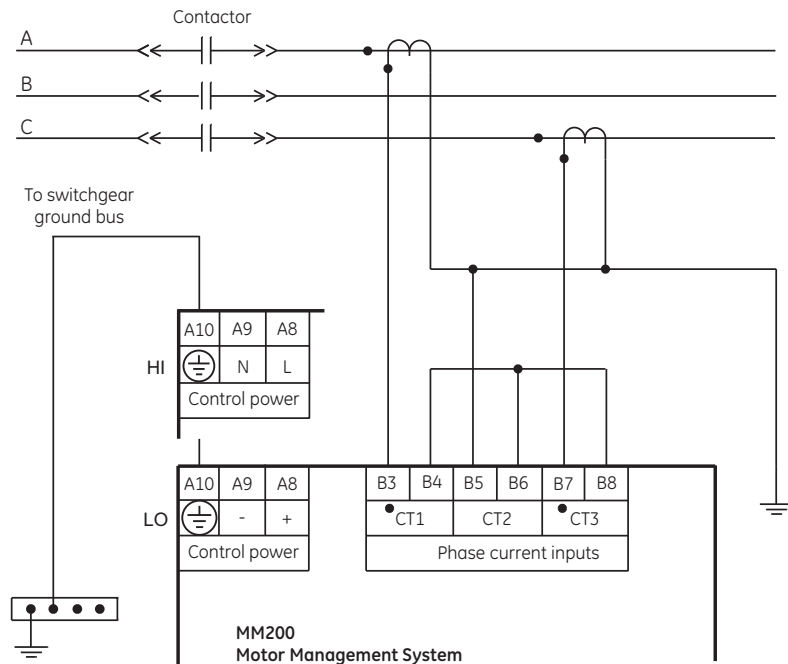 Contactor
A
B
C
To switchgear
ground bus
A10 A9 A8
HI N L
Control power
A10 A9 A8 B3 B4 B5 B6 B7 B8
LO - + CT1 CT2 CT3
Control power Phase current inputs
MM200
Motor Management System